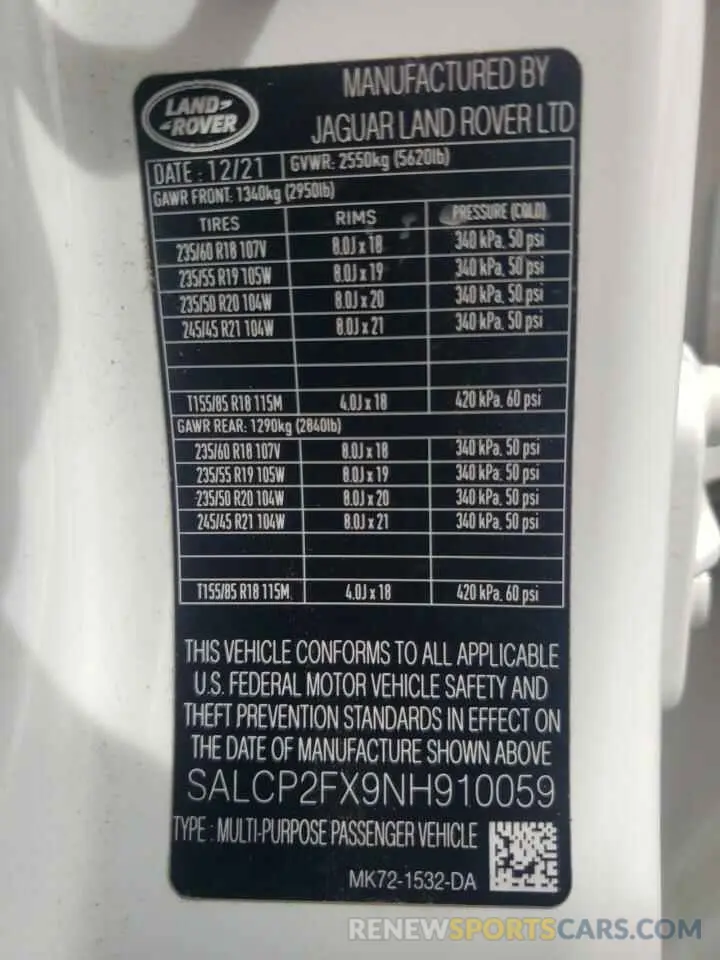 LAND
ROVER
MANUFACTURED BY
JAGUAR LAND ROVER LTD
DATE : 12/21 GVWR: 2550kg (5620lb)
GAWR FRONT: 1340kg (2950lb)
TIRES RIMS PRESSURE (COLD)
235/60 R18 107V 8.0J x 18 340 kPa, 50 psi
235/55 R19 105W 8.0J x 19 340 kPa, 50 psi
235/50 R20 104W 8.0J x 20 340 kPa, 50 psi
245/45 R21 104W 8.0J x 21 340 kPa, 50 psi
T155/85 R18 115M 4.0J x 18 420 kPa, 60 psi
GAWR REAR: 1290kg (2840lb)
235/60 R18 107V 8.0J x 18 340 kPa, 50 psi
235/55 R19 105W 8.0J x 19 340 kPa, 50 psi
235/50 R20 104W 8.0J x 20 340 kPa, 50 psi
245/45 R21 104W 8.0J x 21 340 kPa, 50 psi
T155/85 R18 115M 4.0J x 18 420 kPa, 60 psi
THIS VEHICLE CONFORMS TO ALL APPLICABLE
U.S. FEDERAL MOTOR VEHICLE SAFETY AND
THEFT PREVENTION STANDARDS IN EFFECT ON
THE DATE OF MANUFACTURE SHOWN ABOVE
SALCP2FX9NH910059
TYPE : MULTI-PURPOSE PASSENGER VEHICLE
MK72-1532-DA
RENEWSPORTSCARS.COM